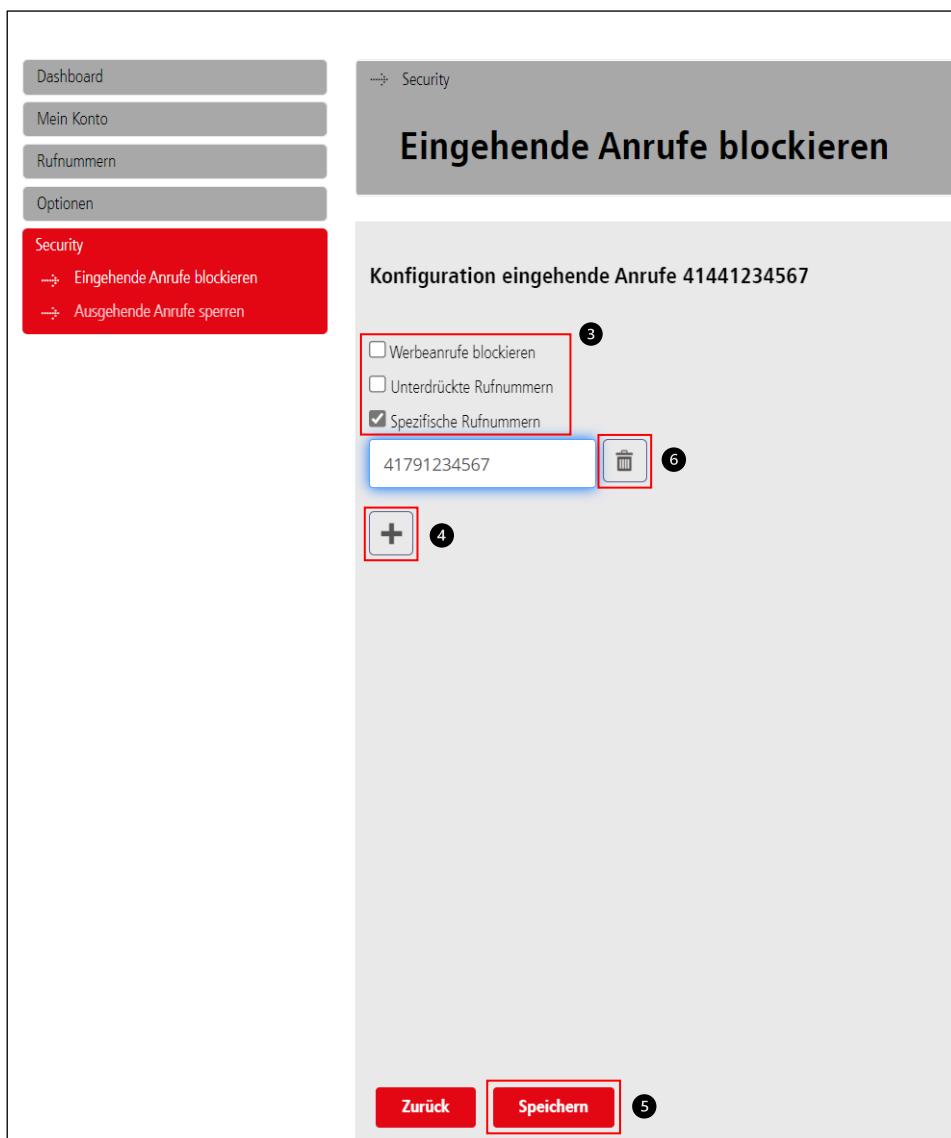 Dashboard
Mein Konto
Rufnummern
Optionen
Security
Eingehende Anrufe blockieren
Ausgehende Anrufe sperren
Security
Eingehende Anrufe blockieren
Konfiguration eingehende Anrufe 41441234567
3
Werbeanrufe blockieren
Unterdrückte Rufnummern
Spezifische Rufnummern
41791234567
6
4
Zurück
Speichern
5